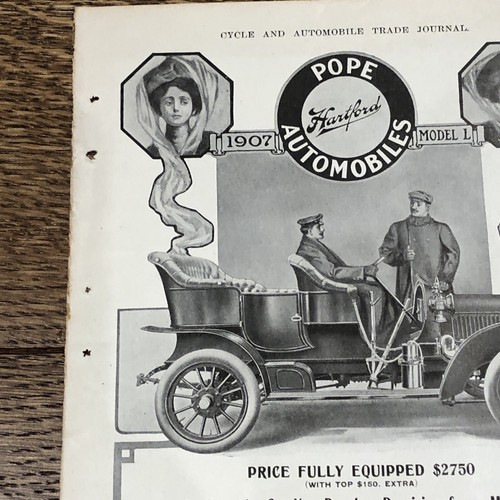 CYCLE AND AUTOMOBILE TRADE JOURNAL.
POPE
Hartford
AUTOMOBILES
1907
MODEL L
PRICE FULLY EQUIPPED $2750
(WITH TOP $150. EXTRA)